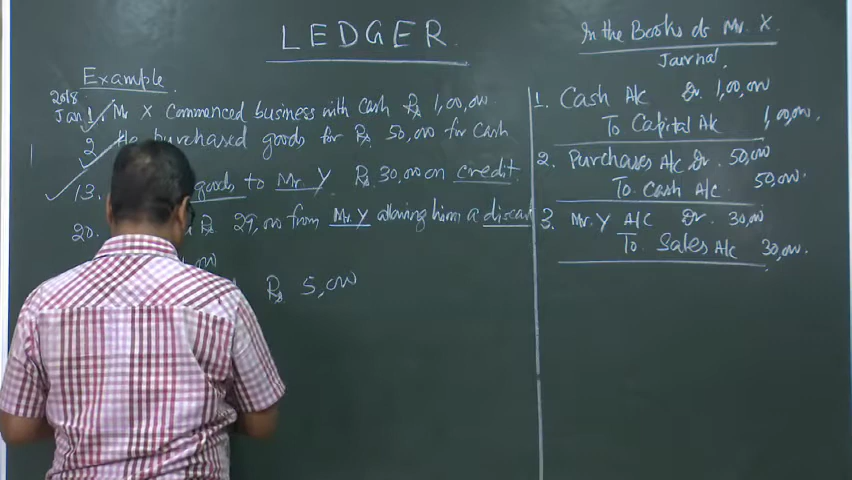 LEDGER.
Example
2018
Jan 1. Mr X Commenced business with Cash Rs 1,00,000.
2 He purchased goods for Rs 50,000 for Cash
13. goods to Mr. Y. Rs 30,000 on credit.
20. Rs 29,000 from Mr. Y allowing him a discou
Rs 5,000
In the Books of Mr. X.
Journal.
1. Cash A/c Dr. 1,00,000
To Capital A/c 1,00,000.
2. Purchases A/c Dr. 50,000
To Cash A/c 50,000.
3. Mr. Y A/c Dr. 30,000
To Sales A/c 30,000.